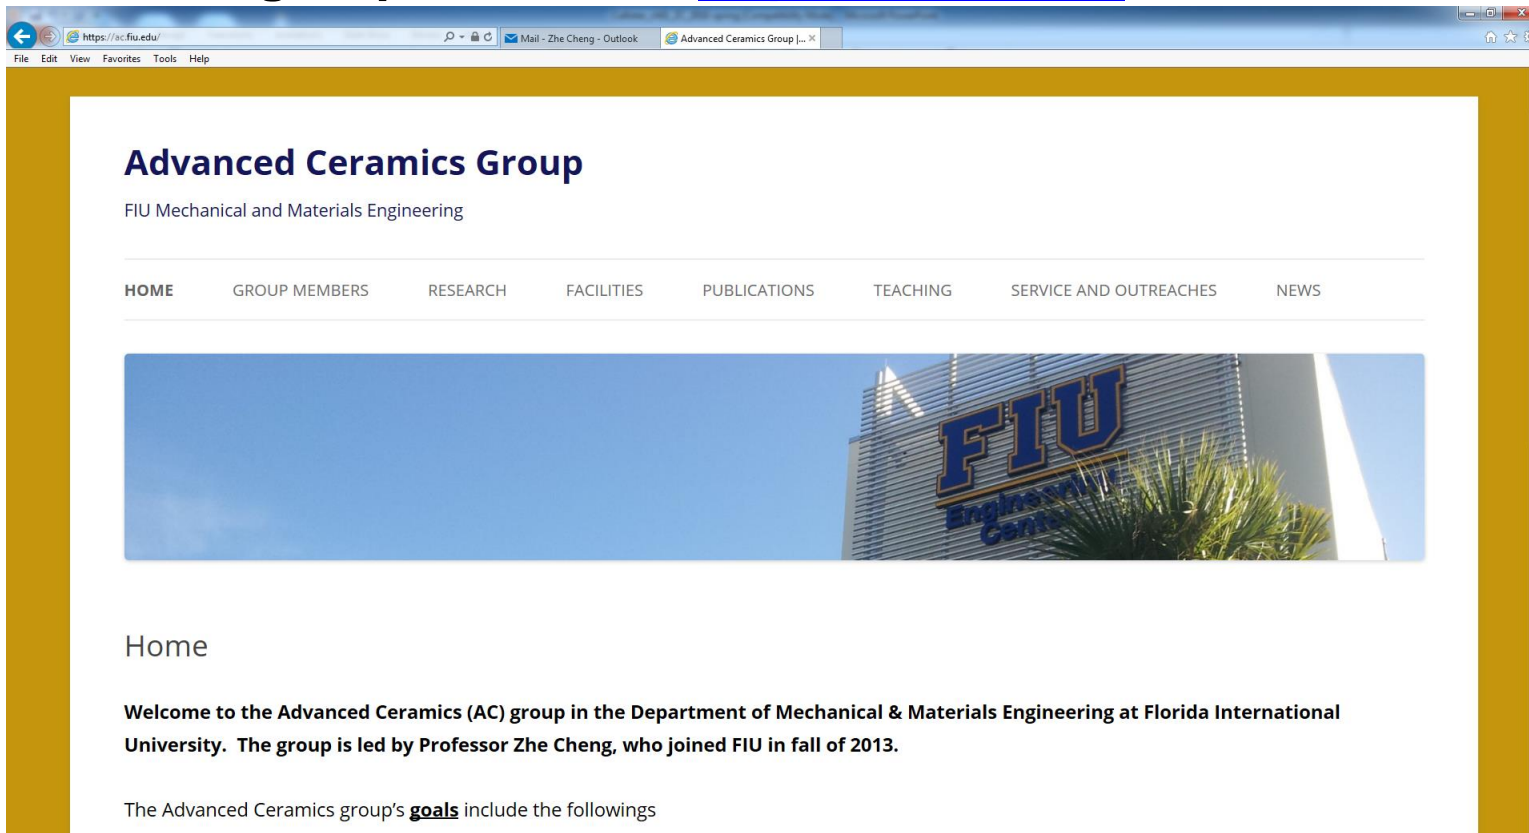 https://ac.fiu.edu/
Mail - Zhe Cheng - Outlook
Advanced Ceramics Group |...
File Edit View Favorites Tools Help
Advanced Ceramics Group
FIU Mechanical and Materials Engineering
HOME GROUP MEMBERS RESEARCH FACILITIES PUBLICATIONS TEACHING SERVICE AND OUTREACHES NEWS
FIU
Engineering
Center
Home
Welcome to the Advanced Ceramics (AC) group in the Department of Mechanical & Materials Engineering at Florida International
University. The group is led by Professor Zhe Cheng, who joined FIU in fall of 2013.
The Advanced Ceramics group's goals include the followings